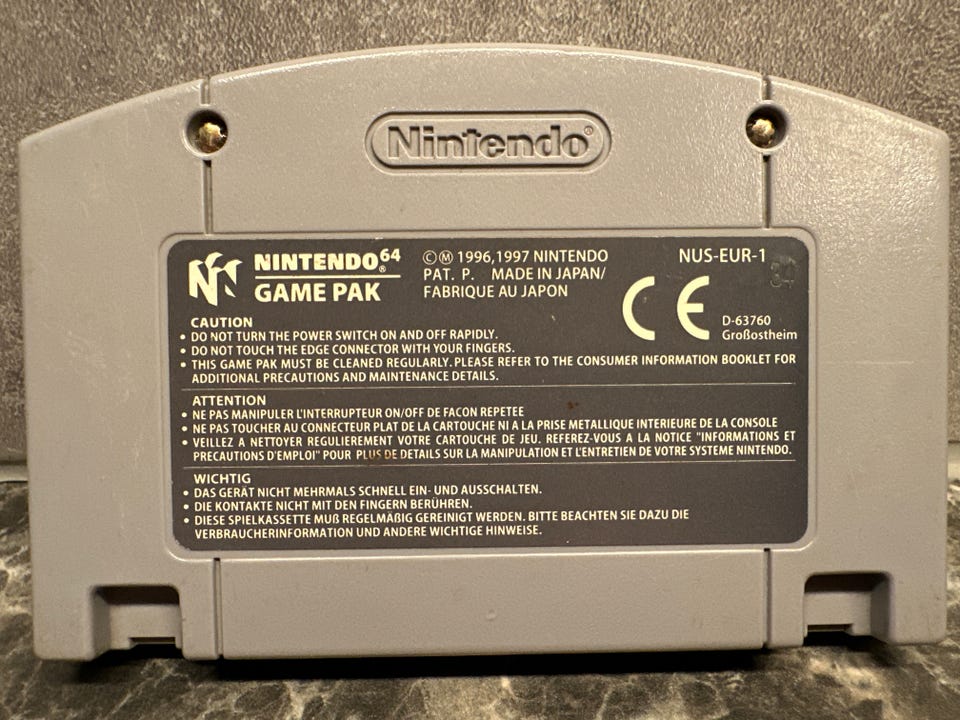 Nintendo®
NINTENDO64®
GAME PAK
©Ⓜ 1996,1997 NINTENDO
PAT. P. MADE IN JAPAN/
FABRIQUE AU JAPON
NUS-EUR-1
CE
D-63760
Großostheim
CAUTION
• DO NOT TURN THE POWER SWITCH ON AND OFF RAPIDLY.
• DO NOT TOUCH THE EDGE CONNECTOR WITH YOUR FINGERS.
• THIS GAME PAK MUST BE CLEANED REGULARLY. PLEASE REFER TO THE CONSUMER INFORMATION BOOKLET FOR
ADDITIONAL PRECAUTIONS AND MAINTENANCE DETAILS.
ATTENTION
• NE PAS MANIPULER L'INTERRUPTEUR ON/OFF DE FACON REPETEE
• NE PAS TOUCHER AU CONNECTEUR PLAT DE LA CARTOUCHE NI A LA PRISE METALLIQUE INTERIEURE DE LA CONSOLE
• VEILLEZ A NETTOYER REGULIEREMENT VOTRE CARTOUCHE DE JEU. REFEREZ-VOUS A LA NOTICE "INFORMATIONS ET
PRECAUTIONS D'EMPLOI" POUR PLUS DE DETAILS SUR LA MANIPULATION ET L'ENTRETIEN DE VOTRE SYSTEME NINTENDO.
WICHTIG
• DAS GERÄT NICHT MEHRMALS SCHNELL EIN- UND AUSSCHALTEN.
• DIE KONTAKTE NICHT MIT DEN FINGERN BERÜHREN.
• DIESE SPIELKASSETTE MUß REGELMÄßIG GEREINIGT WERDEN. BITTE BEACHTEN SIE DAZU DIE
VERBRAUCHERINFORMATION UND ANDERE WICHTIGE HINWEISE.